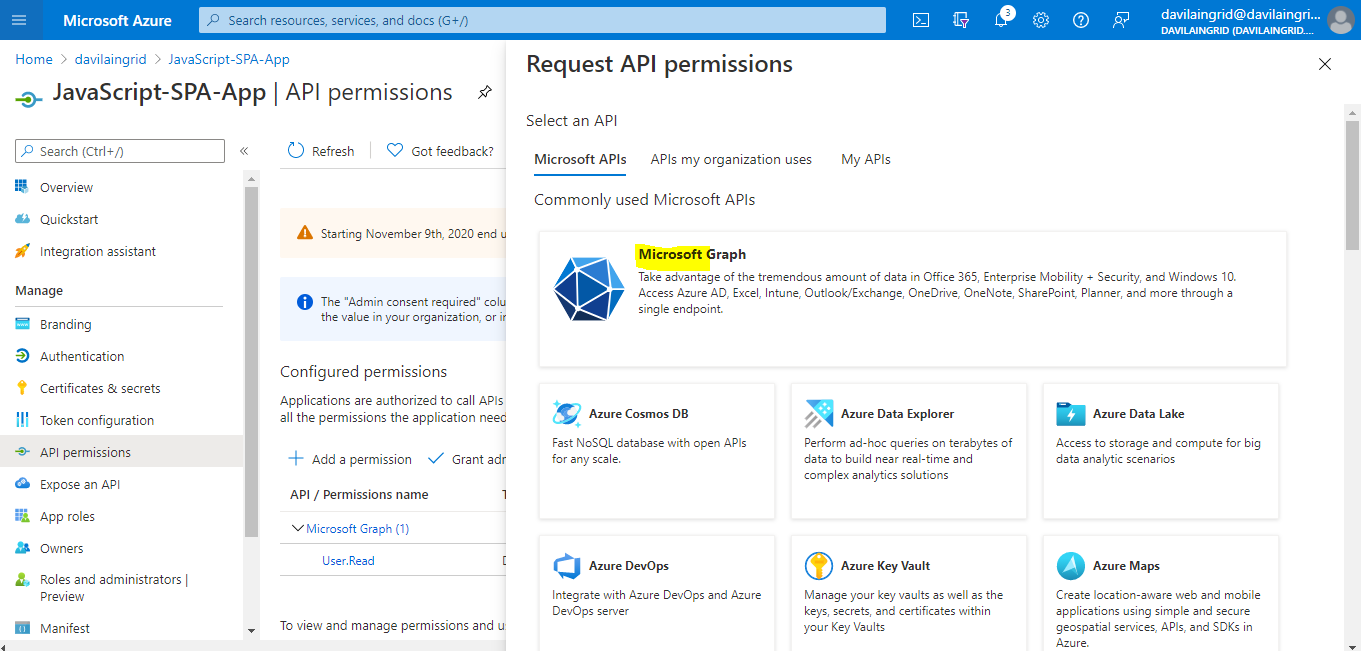 Microsoft Azure
Search resources, services, and docs (G+/)
3
davilaingrid@davilaingri...
DAVILAINGRID (DAVILAINGRID....
Home > davilaingrid > JavaScript-SPA-App
JavaScript-SPA-App | API permissions
Search (Ctrl+/)
«
Overview
Quickstart
Integration assistant
Manage
Branding
Authentication
Certificates & secrets
Token configuration
API permissions
Expose an API
App roles
Owners
Roles and administrators |
Preview
Manifest
Refresh
Got feedback?
Starting November 9th, 2020 end u
The "Admin consent required" colu
the value in your organization, or in
Configured permissions
Applications are authorized to call APIs
all the permissions the application need
Add a permission
Grant adm
API / Permissions name
T
Microsoft Graph (1)
User.Read
D
To view and manage permissions and us
Request API permissions
Select an API
Microsoft APIs
APIs my organization uses
My APIs
Commonly used Microsoft APIs
Microsoft Graph
Take advantage of the tremendous amount of data in Office 365, Enterprise Mobility + Security, and Windows 10.
Access Azure AD, Excel, Intune, Outlook/Exchange, OneDrive, OneNote, SharePoint, Planner, and more through a
single endpoint.
Azure Cosmos DB
Fast NoSQL database with open APIs
for any scale.
Azure Data Explorer
Perform ad-hoc queries on terabytes of
data to build near real-time and
complex analytics solutions
Azure Data Lake
Access to storage and compute for big
data analytic scenarios
Azure DevOps
Integrate with Azure DevOps and Azure
DevOps server
Azure Key Vault
Manage your key vaults as well as the
keys, secrets, and certificates within
your Key Vaults
Azure Maps
Create location-aware web and mobile
applications using simple and secure
geospatial services, APIs, and SDKs in
Azure.